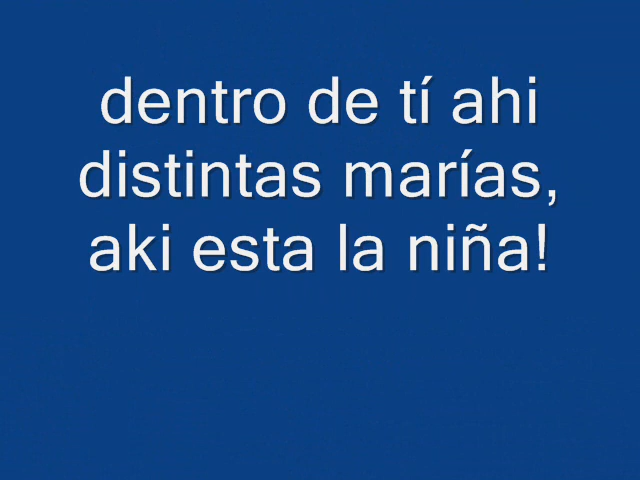 dentro de tí ahi
distintas marías,
aki esta la niña!